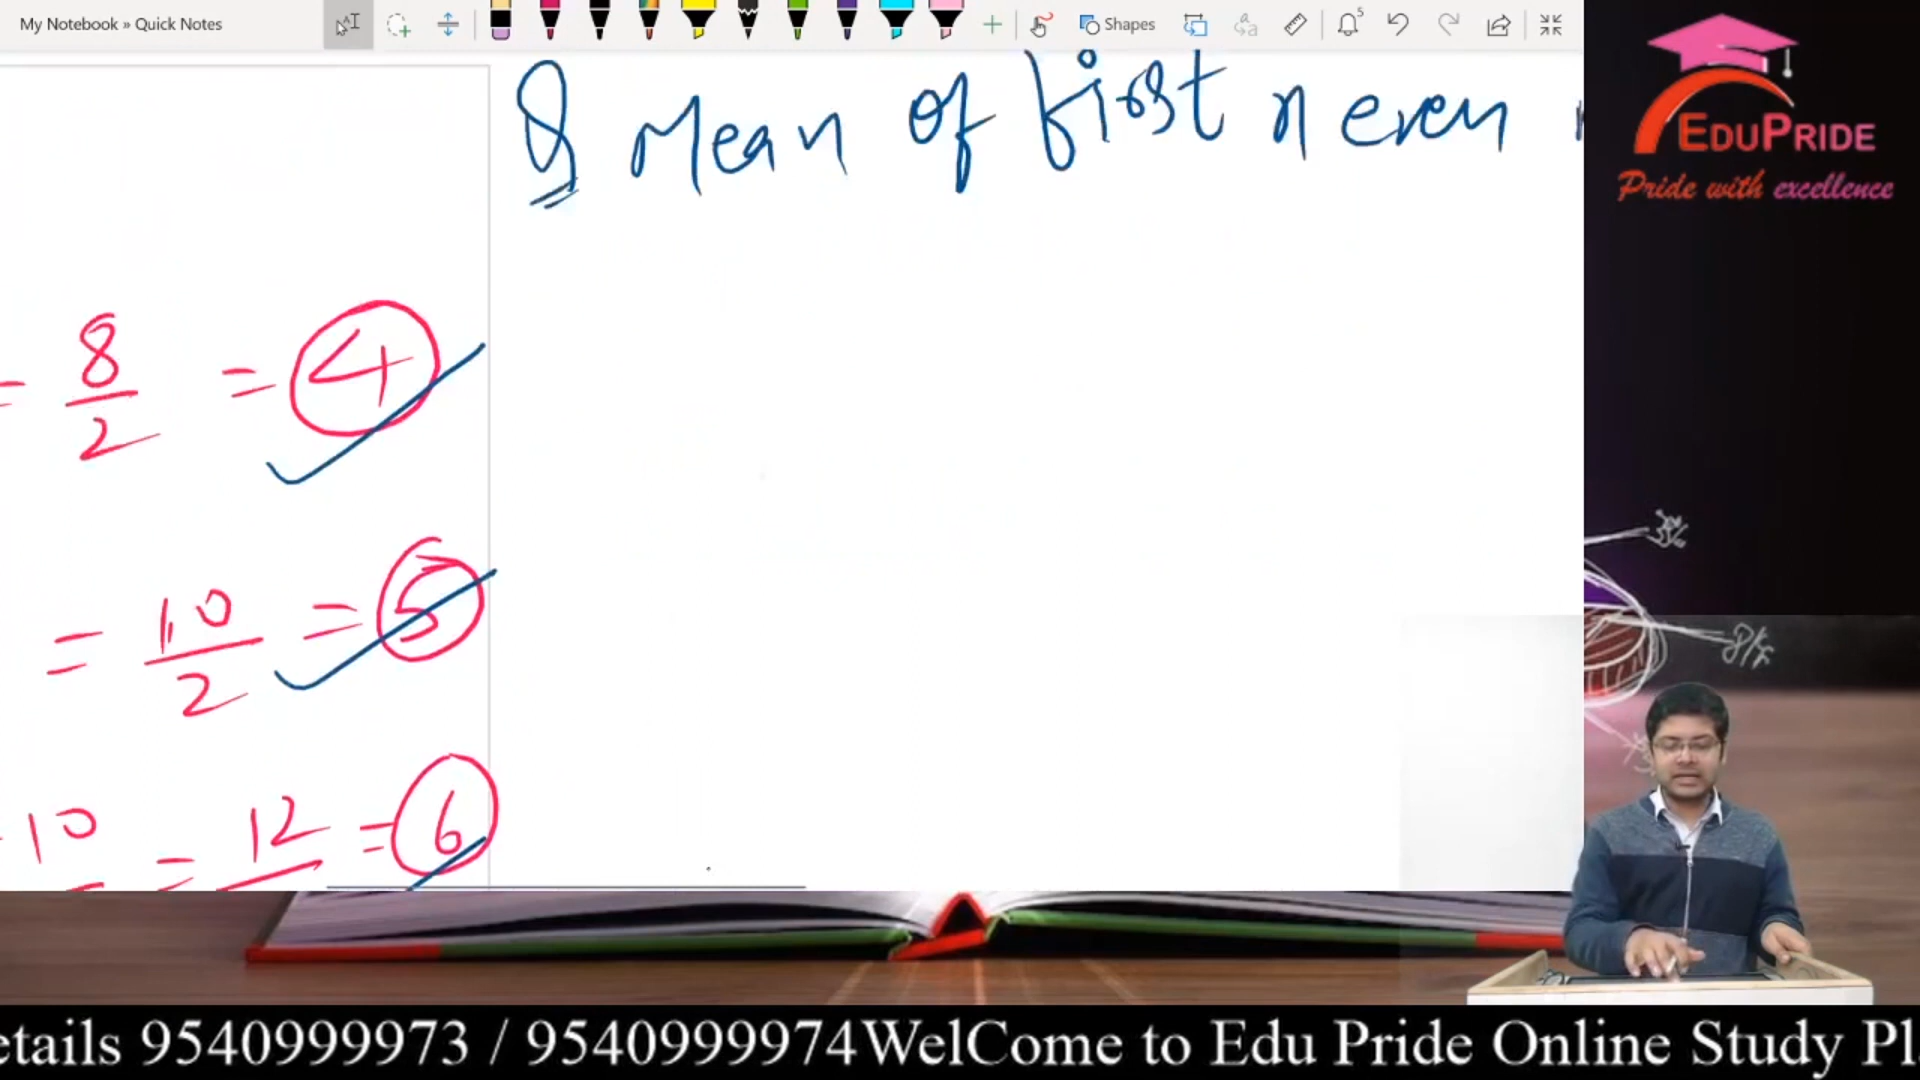 My Notebook » Quick Notes
Shapes
5
Q Mean of first n even
EDUPRIDE
Pride with excellence
= 8/2 = 4
= 10/2 = 5
10 = 12 = 6
etails 9540999973 / 9540999974WelCome to Edu Pride Online Study Pl